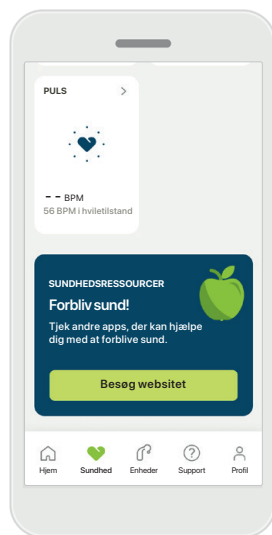 PULS
-- BPM
56 BPM i hviletilstand
SUNDHEDSRESSOURCER
Forbliv sund!
Tjek andre apps, der kan hjælpe
dig med at forblive sund.
Besøg websitet
Hjem Sundhed Enheder Support Profil